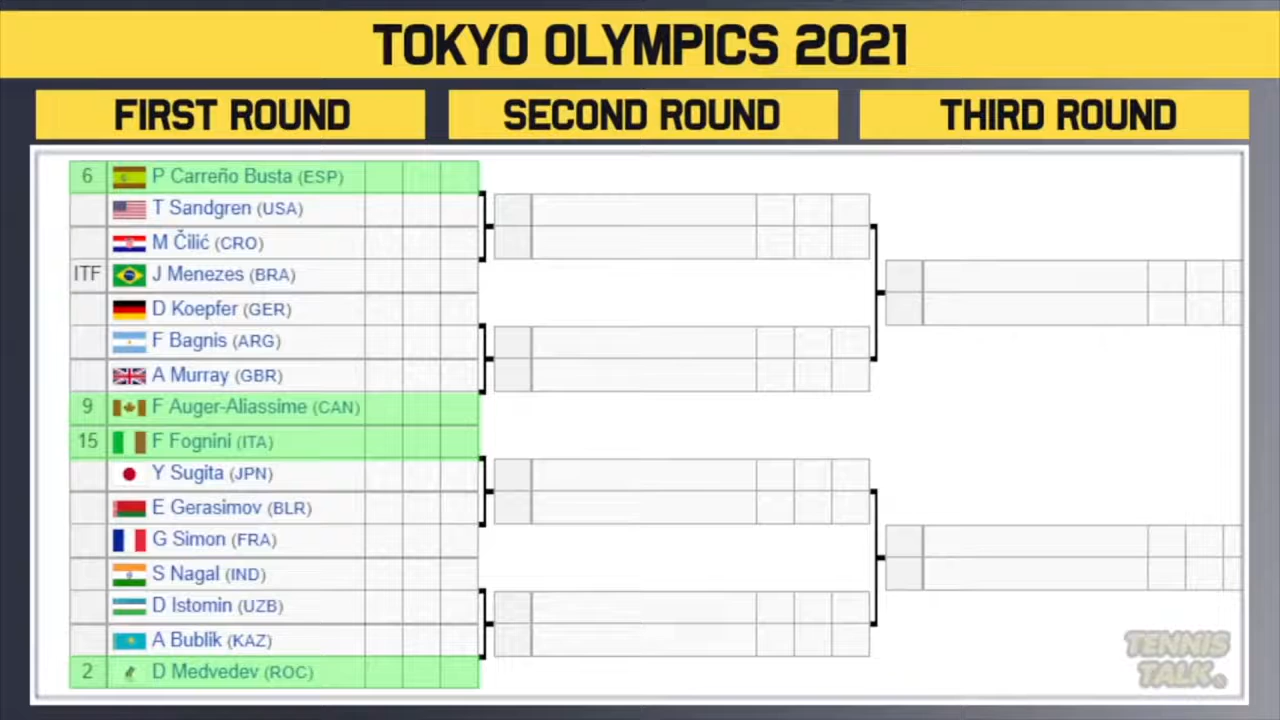 TOKYO OLYMPICS 2021
FIRST ROUND
SECOND ROUND
THIRD ROUND
6 P Carreño Busta (ESP)
T Sandgren (USA)
M Čilić (CRO)
ITF J Menezes (BRA)
D Koepfer (GER)
F Bagnis (ARG)
A Murray (GBR)
9 F Auger-Aliassime (CAN)
15 F Fognini (ITA)
Y Sugita (JPN)
E Gerasimov (BLR)
G Simon (FRA)
S Nagal (IND)
D Istomin (UZB)
A Bublik (KAZ)
2 D Medvedev (ROC)
TENNIS
TALK